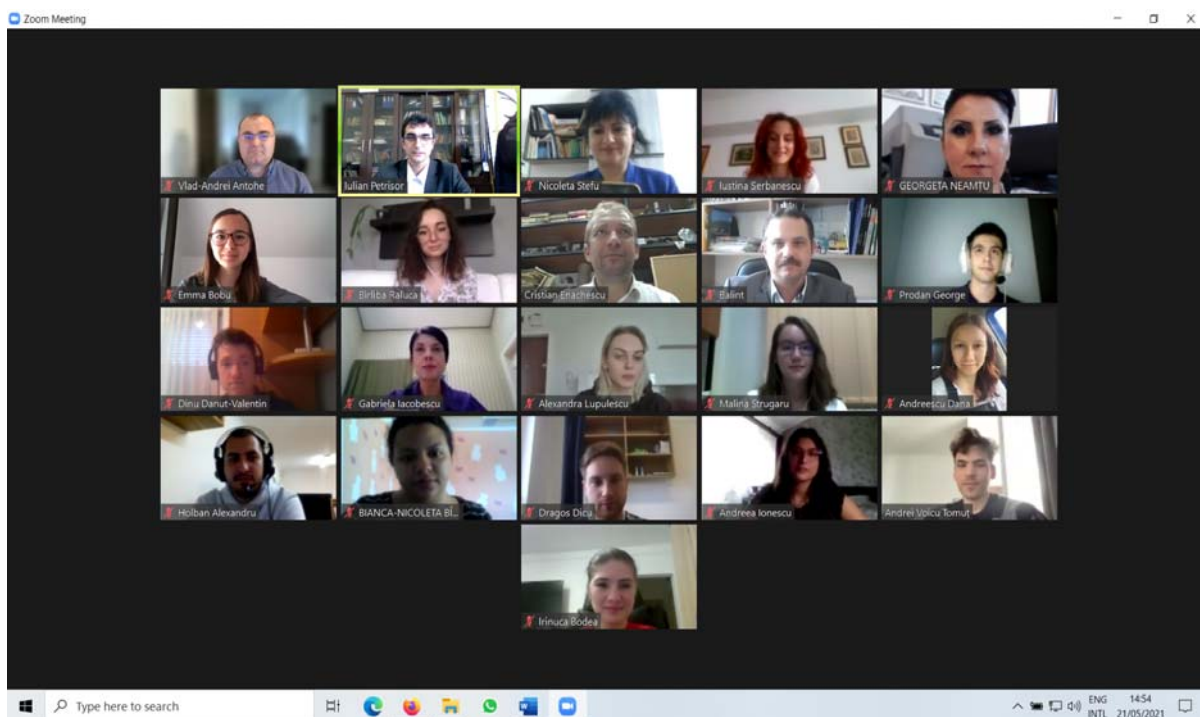 Zoom Meeting
Vlad-Andrei Antohe
Iulian Petrisor
Nicoleta Stefu
Iustina Serbanescu
GEORGETA NEAMȚU
Emma Bobu
Birliba Raluca
Cristian Enachescu
Balint
Prodan George
Dinu Danut-Valentin
Gabriela Iacobescu
Alexandra Lupulescu
Malina Strugaru
Andreescu Dana
Holban Alexandru
BIANCA-NICOLETA BÎ...
Dragos Dicu
Andreea Ionescu
Andrei Voicu Tomuț
Irinuca Bodea
Type here to search
ENG
INTL
14:54
21/05/2021